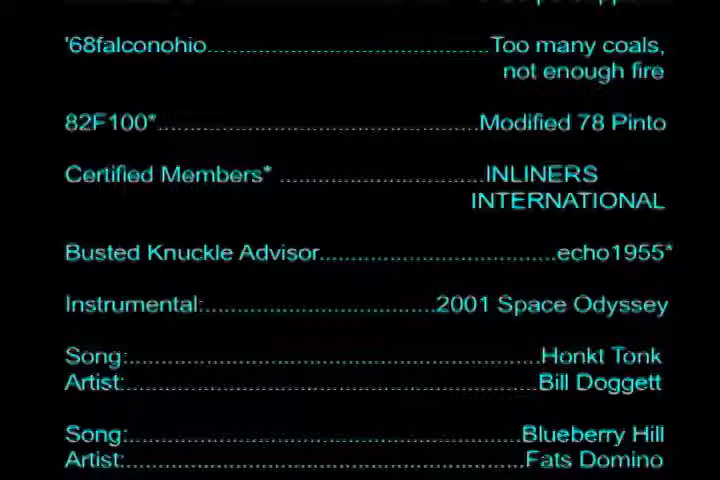 '68falconohio..........................................Too many coals,
not enough fire
82F100*................................................Modified 78 Pinto
Certified Members* ..............................INLINERS
INTERNATIONAL
Busted Knuckle Advisor...................................echo1955*
Instrumental:..................................2001 Space Odyssey
Song:..............................................................Honkt Tonk
Artist:..............................................................Bill Doggett
Song:...........................................................Blueberry Hill
Artist:............................................................Fats Domino